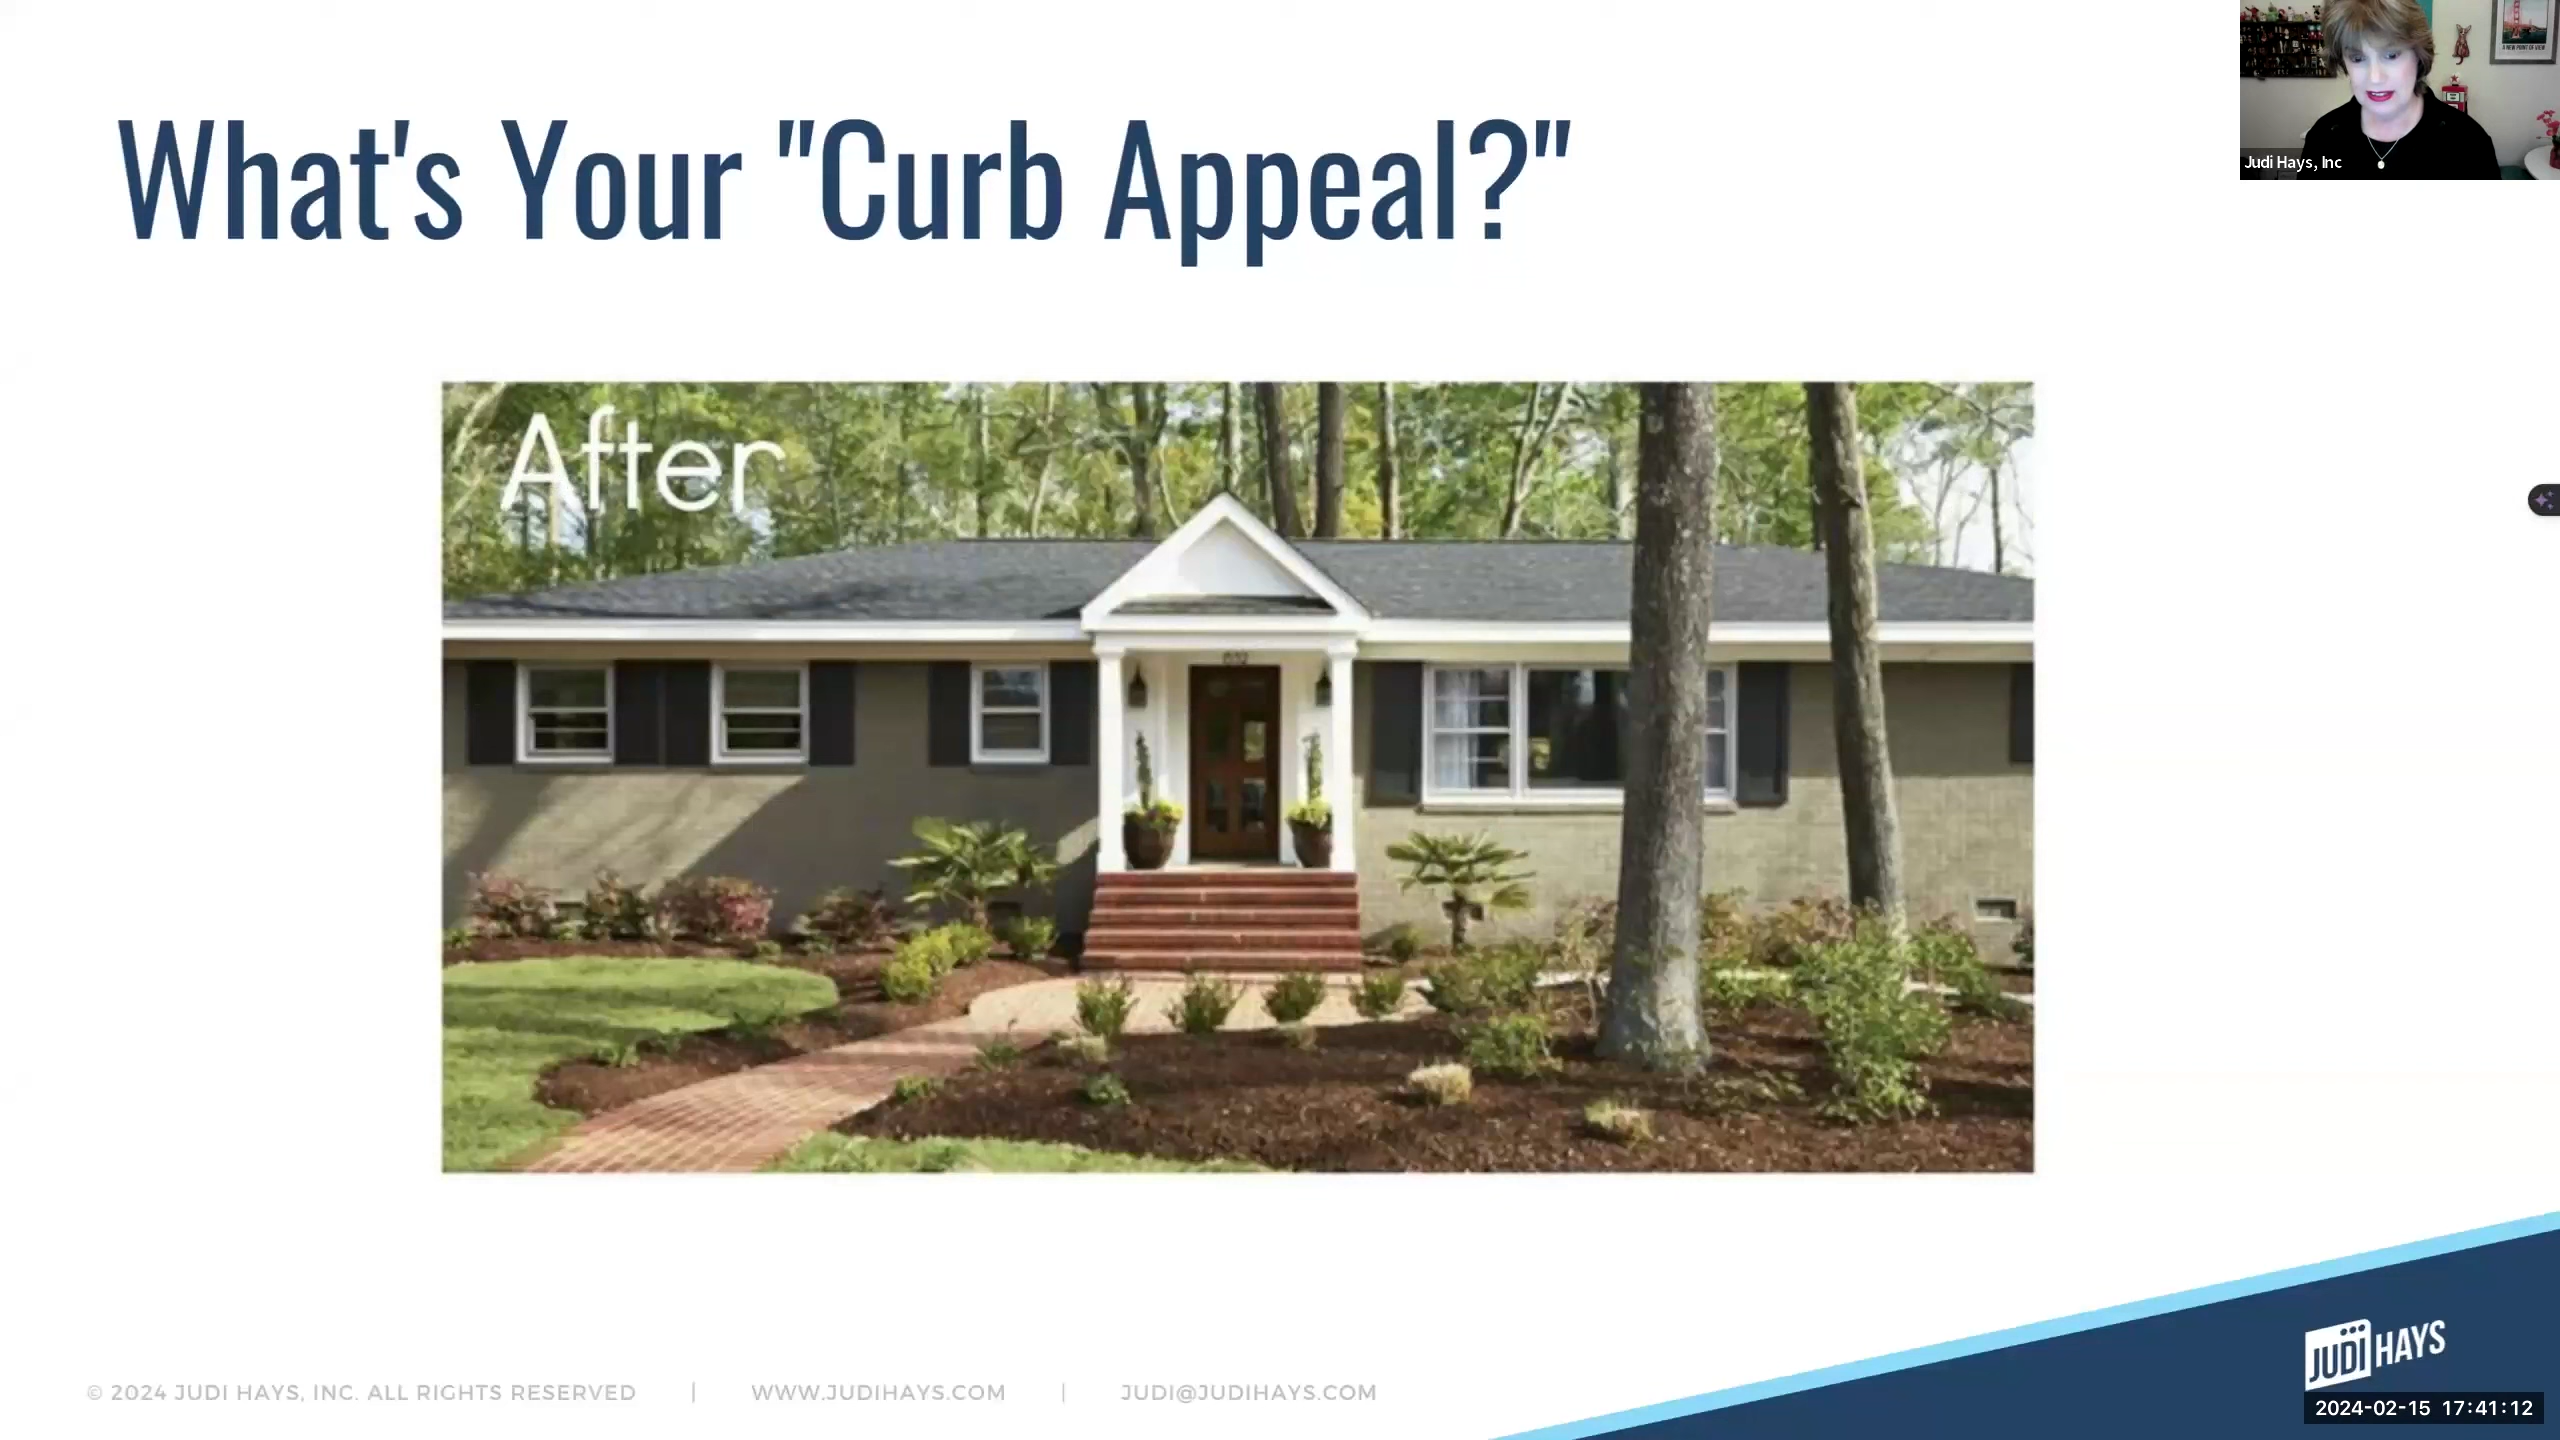 What's Your "Curb Appeal?"
Judi Hays, Inc
After
© 2024 JUDI HAYS, INC. ALL RIGHTS RESERVED | WWW.JUDIHAYS.COM | JUDI@JUDIHAYS.COM
JUDI HAYS
2024-02-15 17:41:12